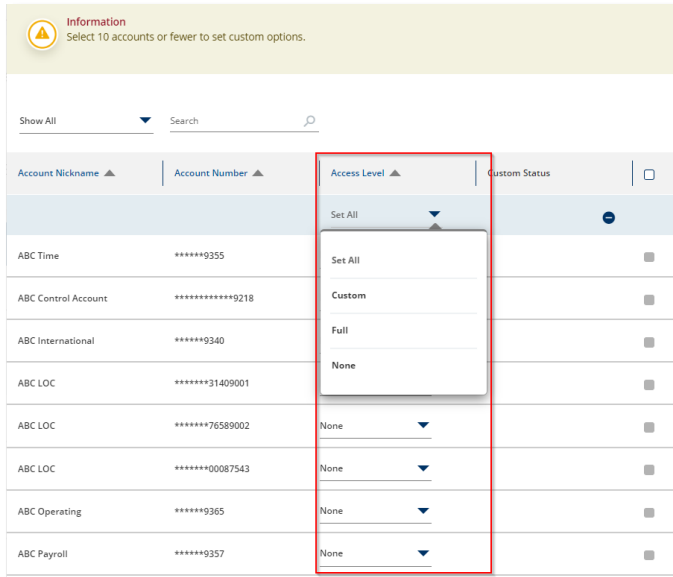 Information
Select 10 accounts or fewer to set custom options.
Show All Search
Account Nickname Account Number Access Level Custom Status
Set All
ABC Time ******9355
Set All
ABC Control Account ************9218
Custom
Full
ABC International ******9340
None
ABC LOC *******31409001
ABC LOC *******76589002 None
ABC LOC *******00087543 None
ABC Operating ******9365 None
ABC Payroll ******9357 None